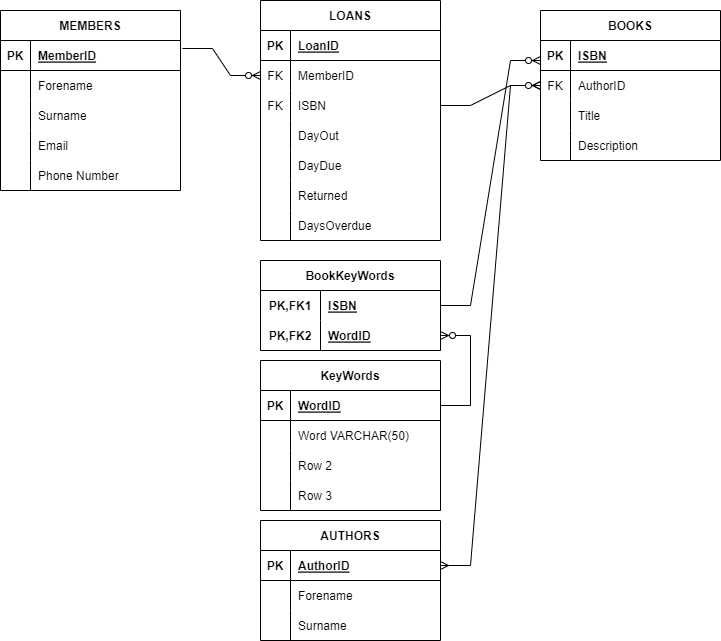 MEMBERS
PK MemberID
Forename
Surname
Email
Phone Number
LOANS
PK LoanID
FK MemberID
FK ISBN
DayOut
DayDue
Returned
DaysOverdue
BOOKS
PK ISBN
FK AuthorID
Title
Description
BookKeyWords
PK,FK1 ISBN
PK,FK2 WordID
KeyWords
PK WordID
Word VARCHAR(50)
Row 2
Row 3
AUTHORS
PK AuthorID
Forename
Surname